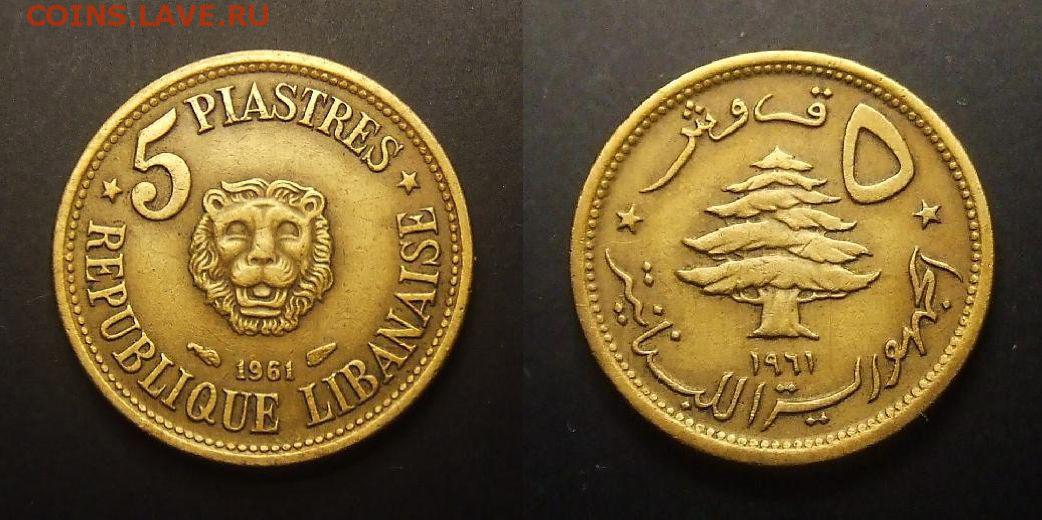 COINS.LAVE.RU
5 PIASTRES
REPUBLIQUE LIBANAISE
1961
٥ قروش
١٩٦١
الجمهورية اللبنانية